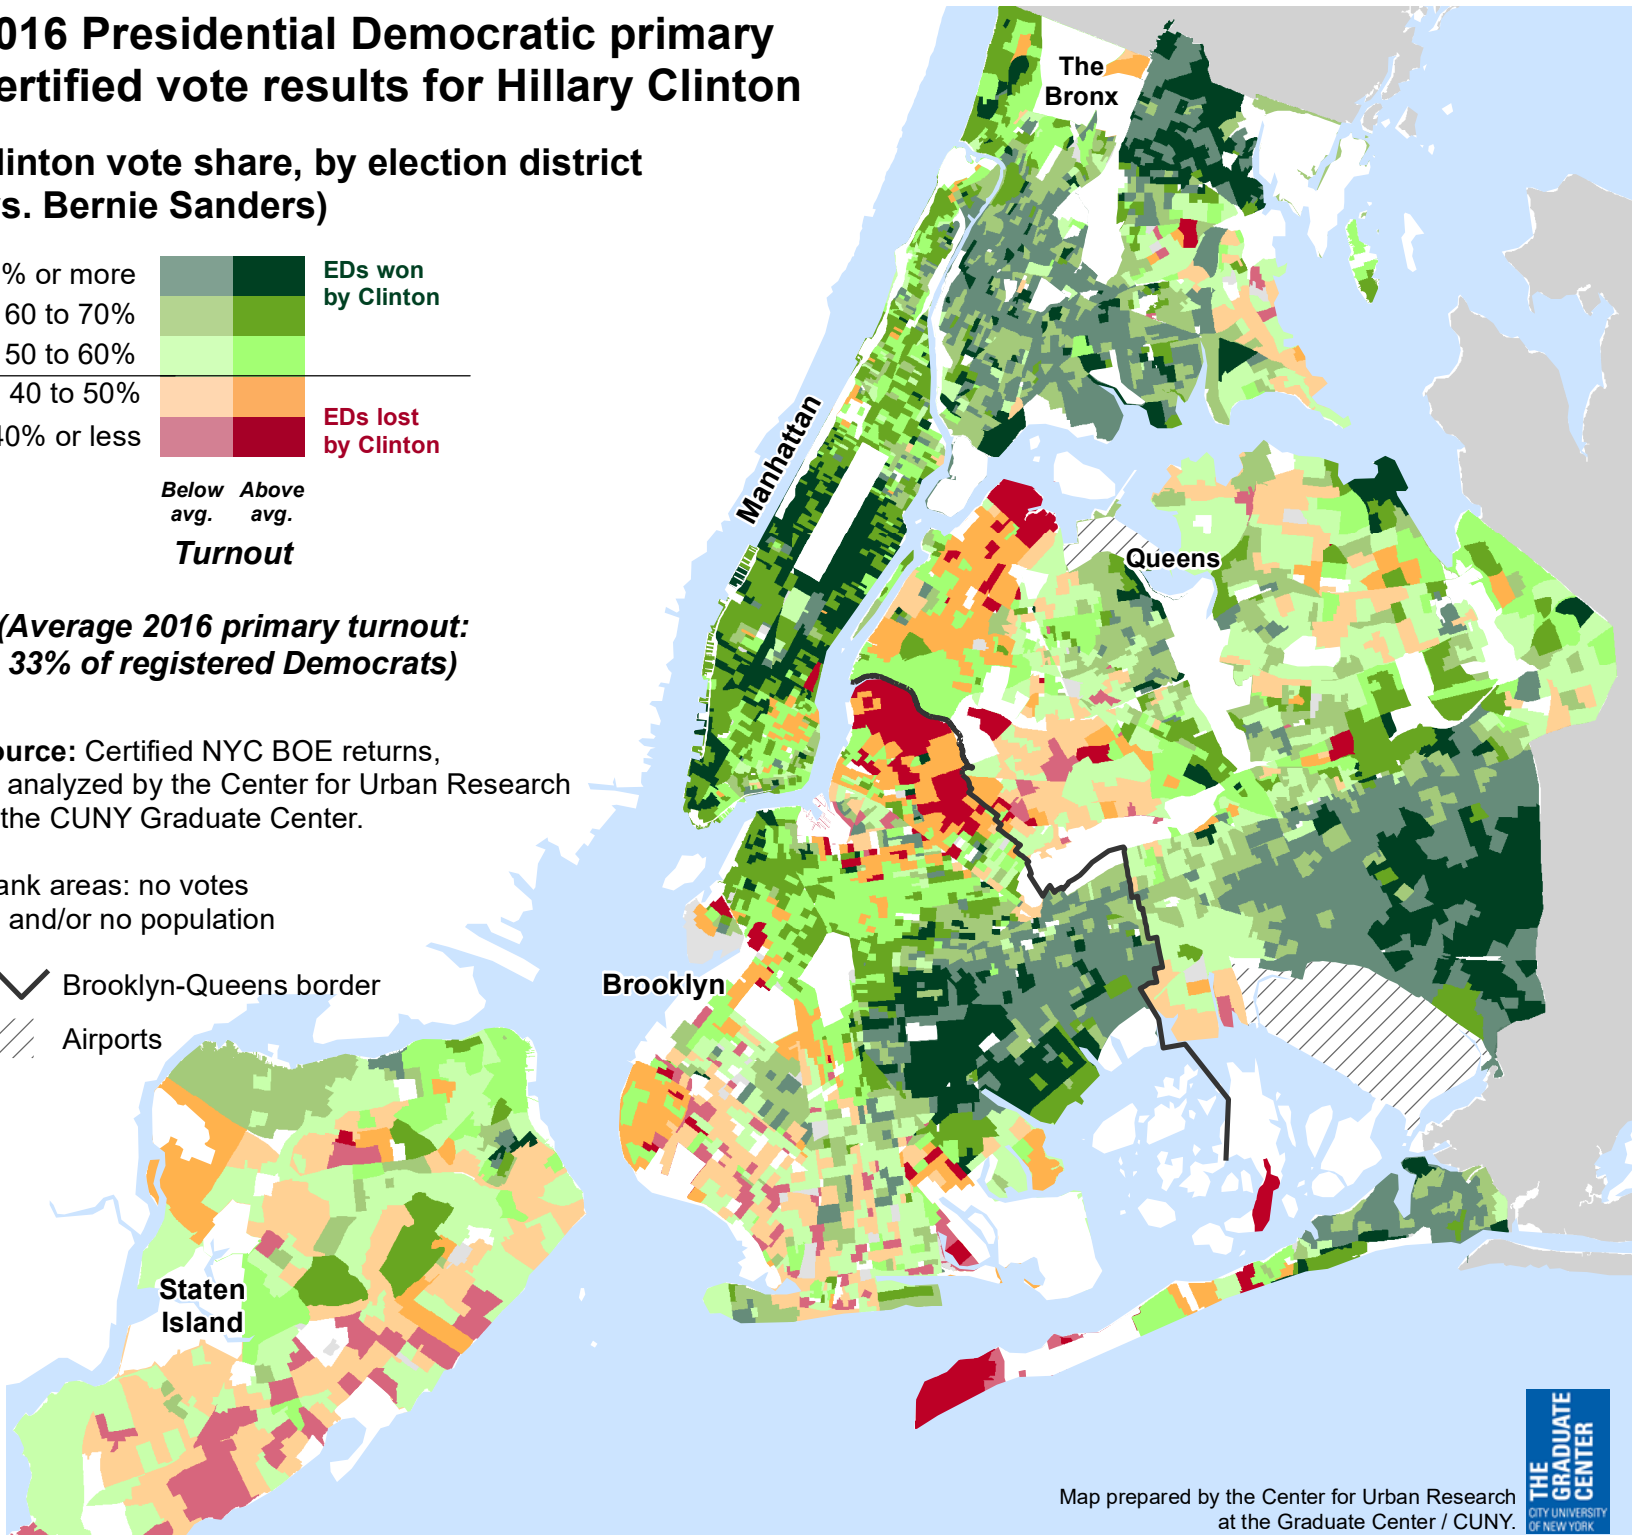 016 Presidential Democratic primary
ertified vote results for Hillary Clinton
linton vote share, by election district
s. Bernie Sanders)
% or more
60 to 70%
50 to 60%
40 to 50%
40% or less
EDs won
by Clinton
EDs lost
by Clinton
Below
avg.
Above
avg.
Turnout
(Average 2016 primary turnout:
33% of registered Democrats)
ource: Certified NYC BOE returns,
analyzed by the Center for Urban Research
the CUNY Graduate Center.
ank areas: no votes
and/or no population
Brooklyn-Queens border
Airports
The
Bronx
Manhattan
Queens
Brooklyn
Staten
Island
Map prepared by the Center for Urban Research
at the Graduate Center / CUNY.
THE
GRADUATE
CENTER
CITY UNIVERSITY
OF NEW YORK